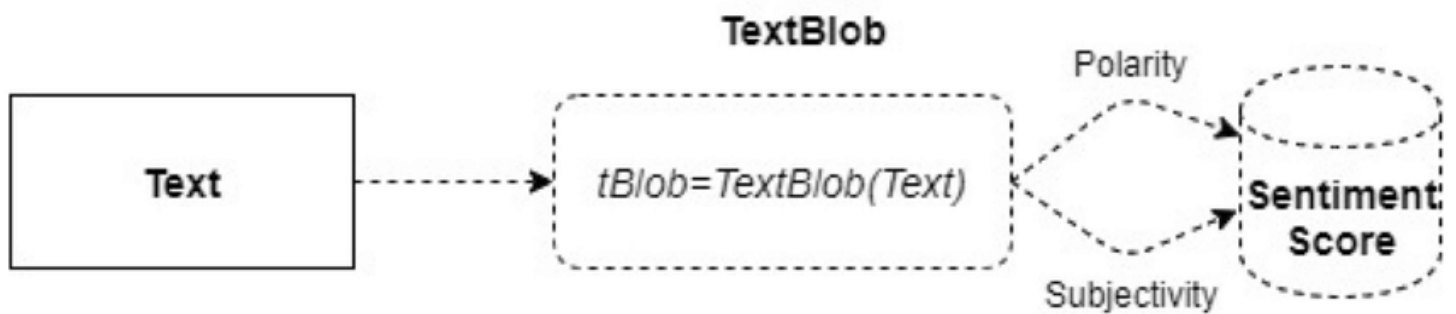 TextBlob
Polarity
Text
tBlob=TextBlob(Text)
Sentiment
Score
Subjectivity